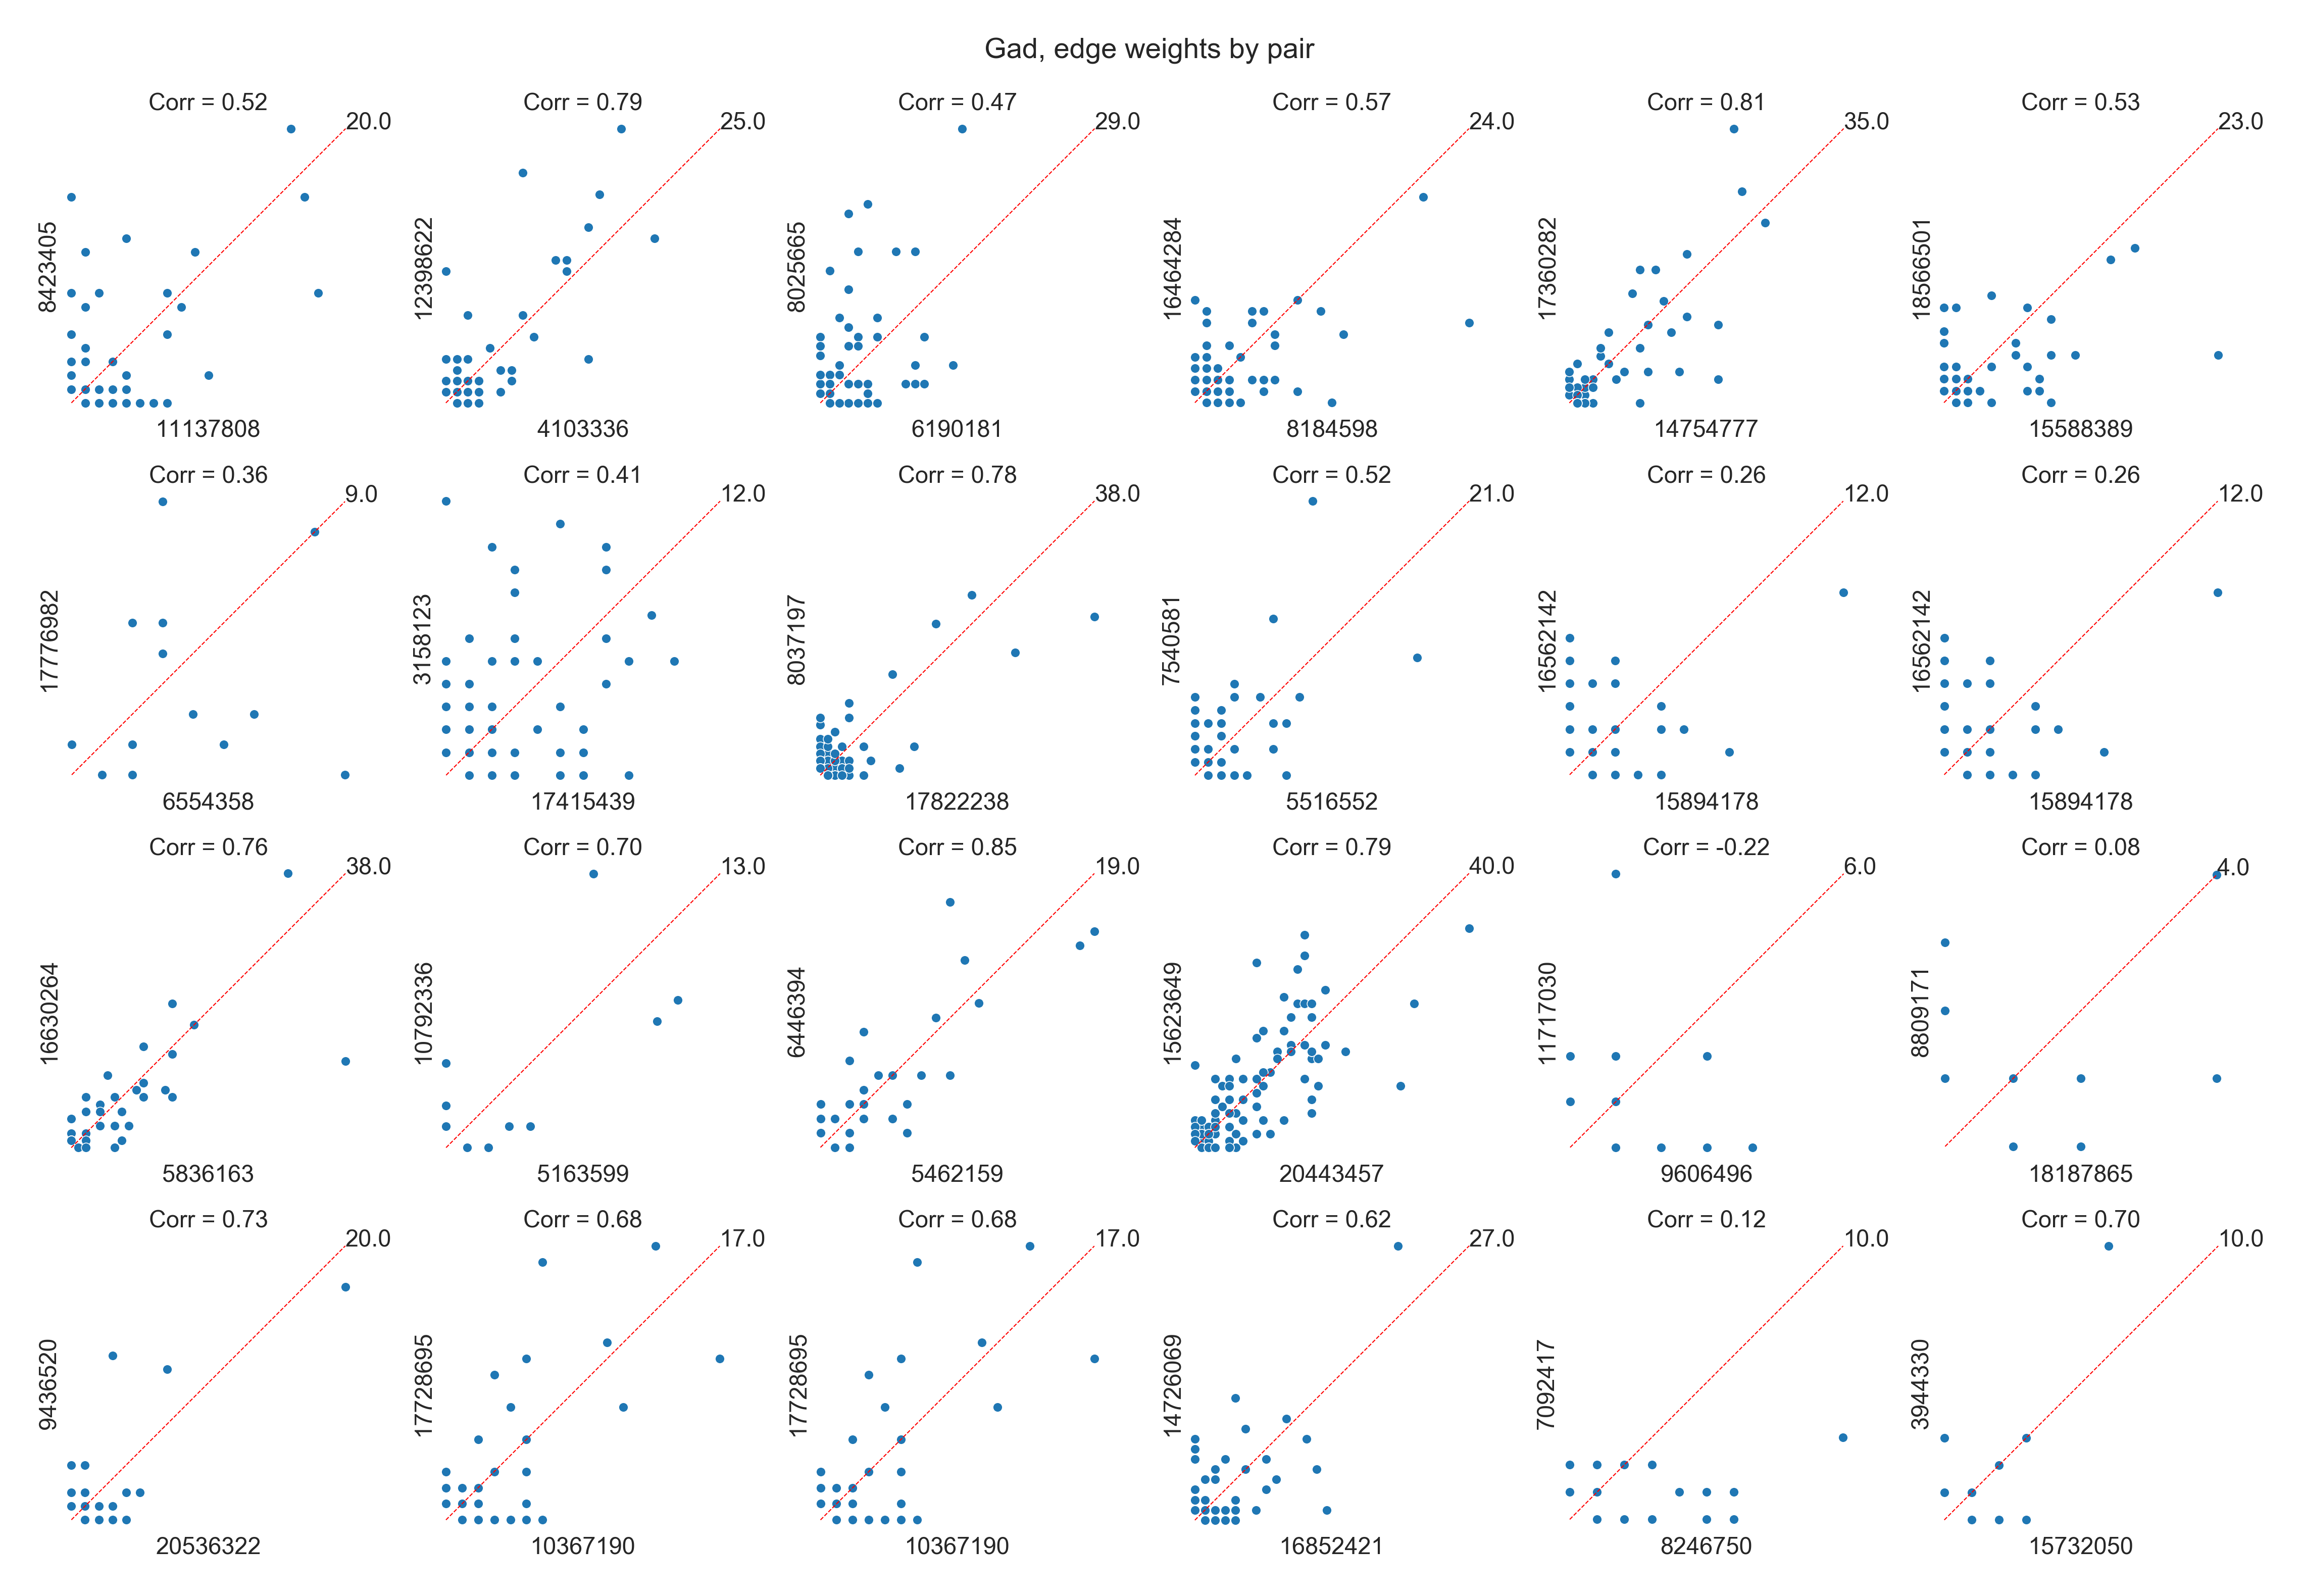 Gad, edge weights by pair
Corr = 0.52
20.0
8423405
11137808
Corr = 0.79
25.0
12398622
4103336
Corr = 0.47
29.0
8025665
6190181
Corr = 0.57
24.0
16464284
8184598
Corr = 0.81
35.0
17360282
14754777
Corr = 0.53
23.0
18566501
15588389
Corr = 0.36
9.0
17776982
6554358
Corr = 0.41
12.0
3158123
17415439
Corr = 0.78
38.0
8037197
17822238
Corr = 0.52
21.0
7540581
5516552
Corr = 0.26
12.0
16562142
15894178
Corr = 0.26
12.0
16562142
15894178
Corr = 0.76
38.0
16630264
5836163
Corr = 0.70
13.0
10792336
5163599
Corr = 0.85
19.0
6446394
5462159
Corr = 0.79
40.0
15623649
20443457
Corr = -0.22
6.0
11717030
9606496
Corr = 0.08
4.0
8809171
18187865
Corr = 0.73
20.0
9436520
20536322
Corr = 0.68
17.0
17728695
10367190
Corr = 0.68
17.0
17728695
10367190
Corr = 0.62
27.0
14726069
16852421
Corr = 0.12
10.0
7092417
8246750
Corr = 0.70
10.0
3944330
15732050